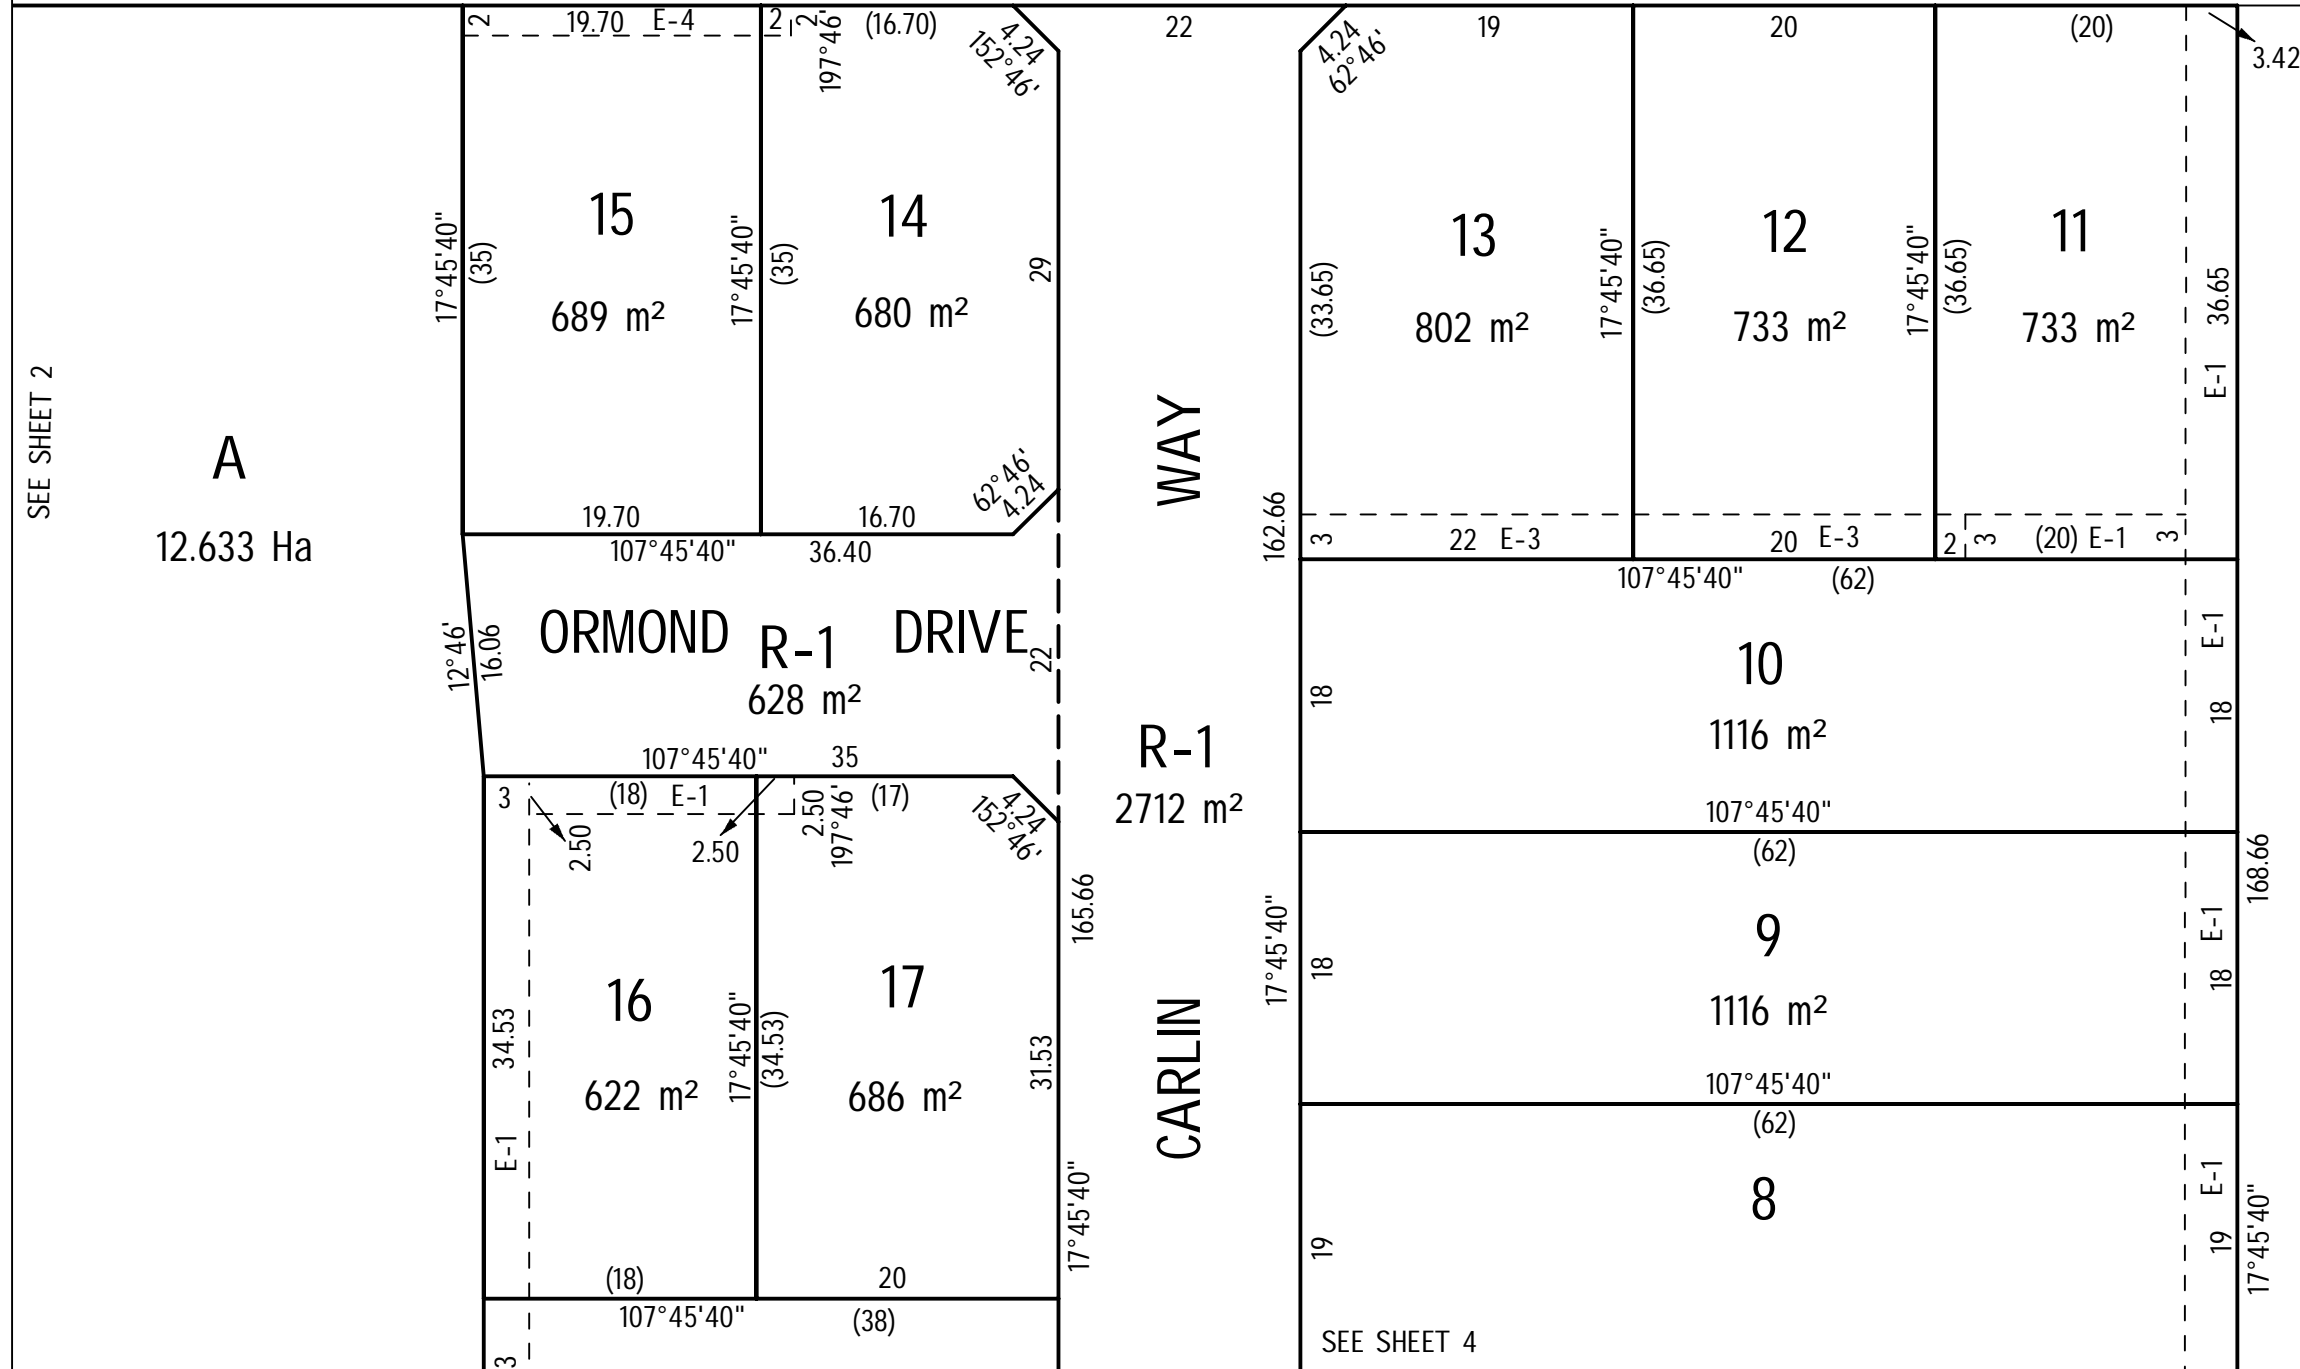 2
19.70
E-4
2
2
197°46'
(16.70)
4.24
152°46'
22
4.24
62°46'
19
20
(20)
3.42
SEE SHEET 2
A
12.633 Ha
17°45'40"
(35)
15
689 m²
17°45'40"
(35)
14
680 m²
29
WAY
(33.65)
13
802 m²
17°45'40"
(36.65)
12
733 m²
17°45'40"
(36.65)
11
733 m²
36.65
E-1
19.70
16.70
62°46'
4.24
107°45'40"
36.40
162.66
3
22
E-3
20
E-3
2
3
(20)
E-1
3
107°45'40"
(62)
12°46'
16.06
ORMOND
DRIVE
R-1
628 m²
22
18
10
1116 m²
E-1
18
R-1
2712 m²
107°45'40"
35
107°45'40"
(62)
3
(18)
E-1
2.50
2.50
2.50
197°46'
(17)
4.24
152°46'
165.66
17°45'40"
18
9
1116 m²
E-1
18
168.66
34.53
E-1
16
622 m²
17°45'40"
(34.53)
17
686 m²
31.53
17°45'40"
CARLIN
107°45'40"
(62)
19
8
E-1
19
17°45'40"
(18)
20
107°45'40"
(38)
3
SEE SHEET 4